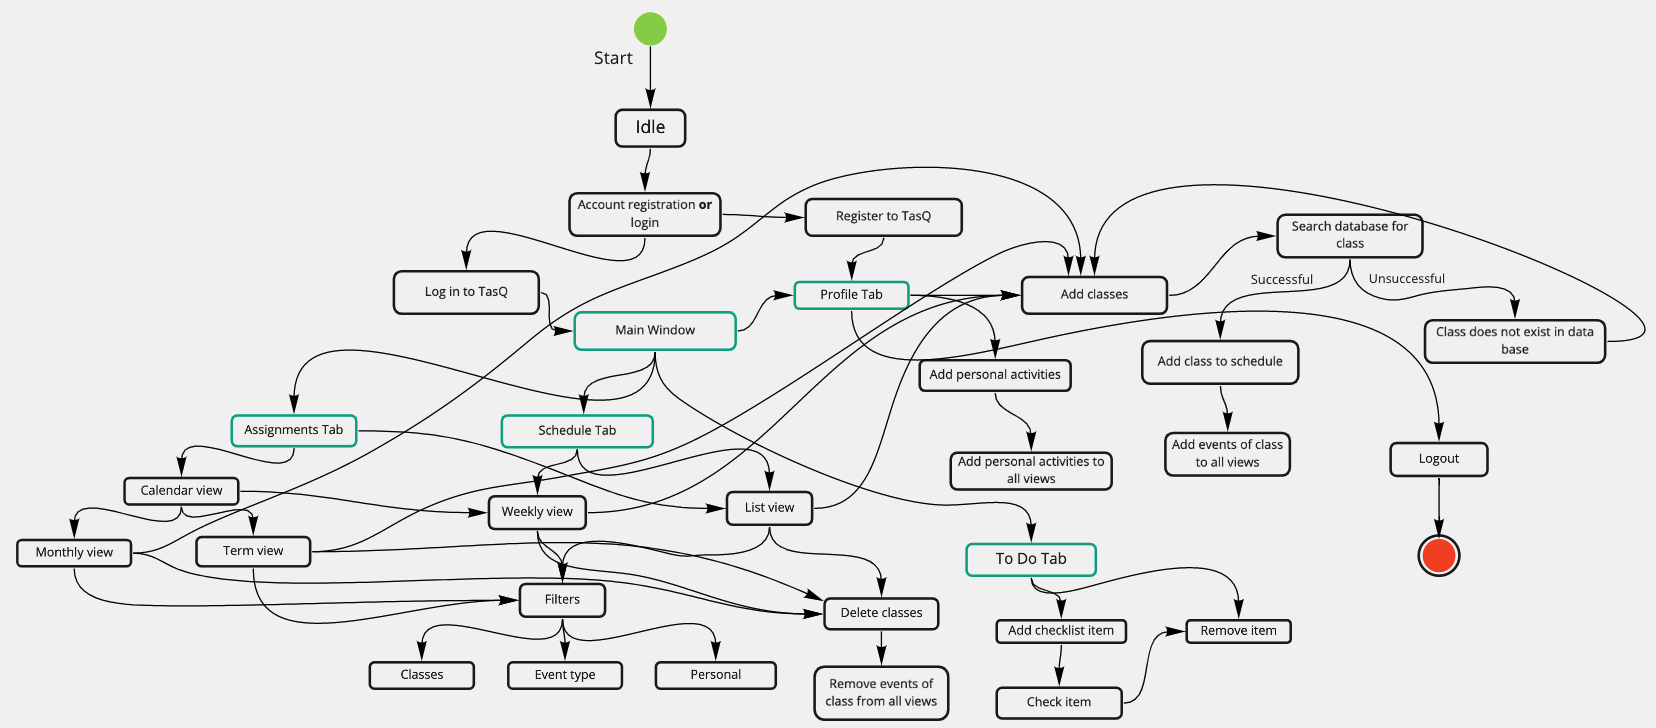 Start
Idle
Account registration or
login
Register to TasQ
Search database for
class
Log in to TasQ
Profile Tab
Add classes
Successful
Unsuccessful
Main Window
Class does not exist in data
base
Add class to schedule
Add personal activities
Assignments Tab
Schedule Tab
Add events of class
to all views
Logout
Add personal activities to
all views
Calendar view
Weekly view
List view
Monthly view
Term view
To Do Tab
Filters
Delete classes
Add checklist item
Remove item
Classes
Event type
Personal
Remove events of
class from all views
Check item